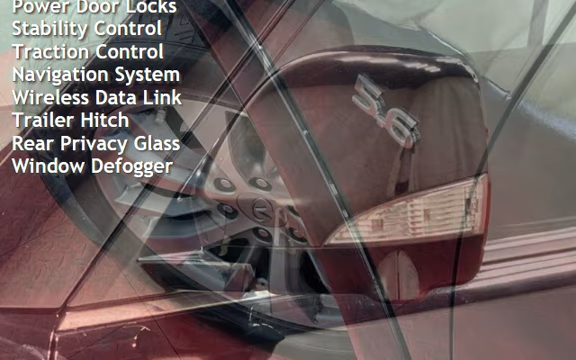 Power Door Locks
Stability Control
Traction Control
Navigation System
Wireless Data Link
Trailer Hitch
Rear Privacy Glass
Window Defogger
5.6